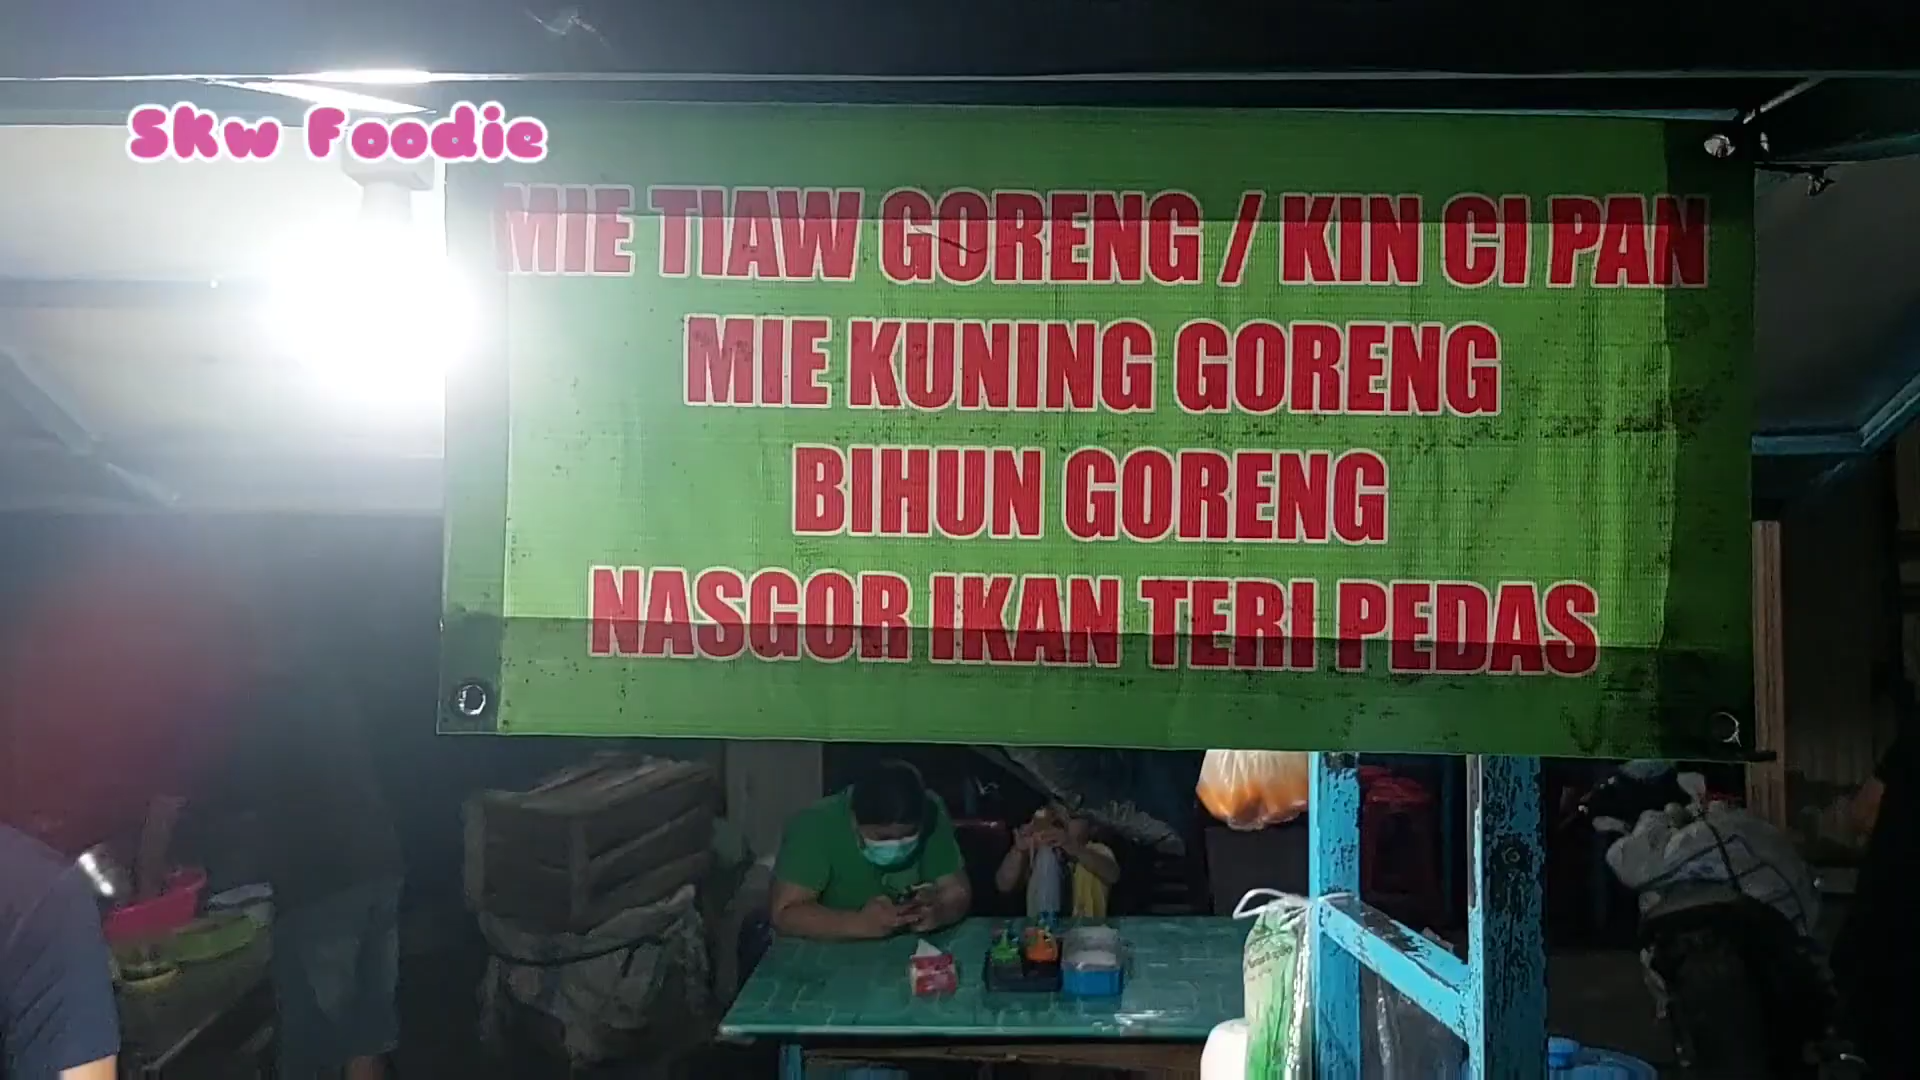 Skw Foodie
MIE TIAW GORENG / KIN CI PAN
MIE KUNING GORENG
BIHUN GORENG
NASGOR IKAN TERI PEDAS